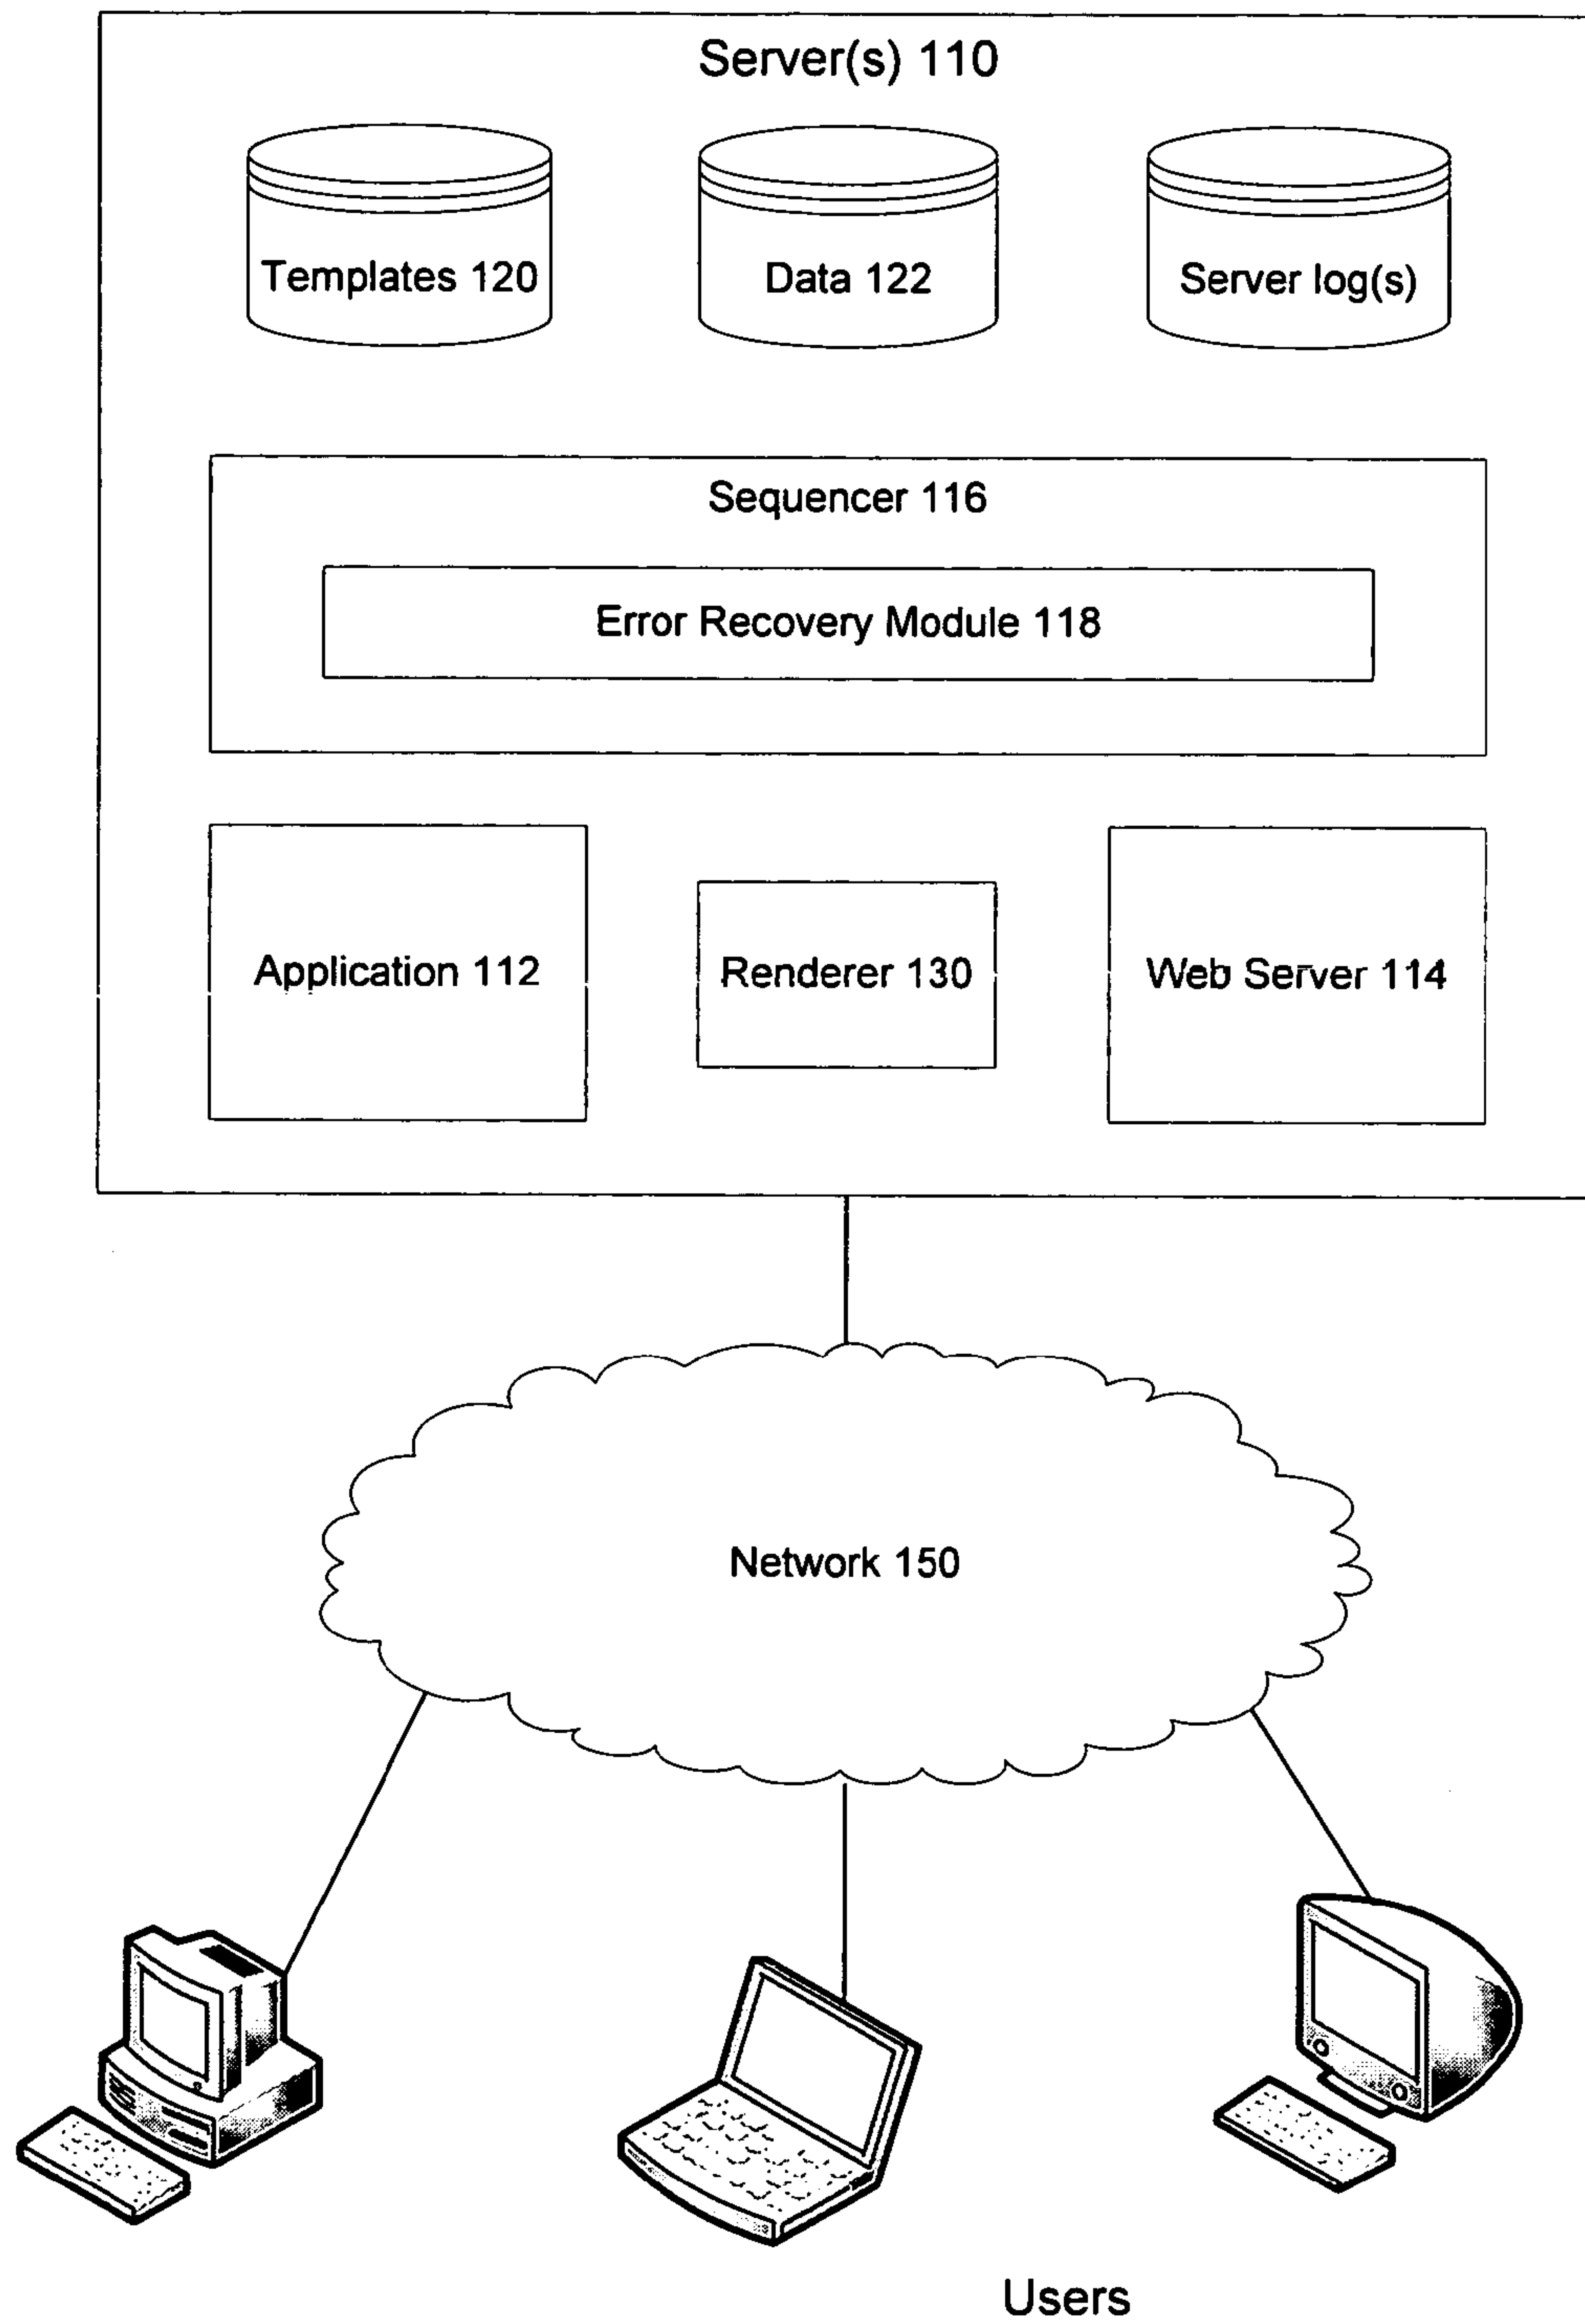 Server(s) 110
Templates 120
Data 122
Server log(s)
Sequencer 116
Error Recovery Module 118
Application 112
Renderer 130
Web Server 114
Network 150
Users